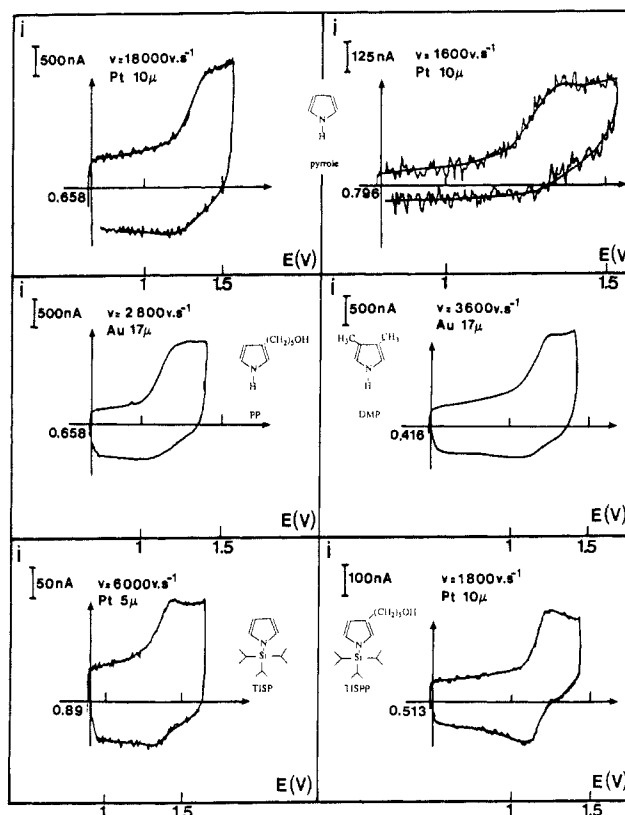 i
500nA
v=18000v.s⁻¹
Pt 10μ
0.658
1
1.5
E(V)
N
H
pyrrole
i
125nA
v=1600v.s⁻¹
Pt 10μ
0.796
1
1.5
E(V)
i
500nA
v=2800v.s⁻¹
Au 17μ
(CH₂)₅OH
N
H
PP
0.658
1
1.5
E(V)
500nA
v=3600v.s⁻¹
Au 17μ
H₃C
CH₃
N
H
DMP
0,416
1
1.5
E(V)
i
50nA
v=6000v.s⁻¹
Pt 5μ
N
Si
TISP
0.89
1
1.5
E(V)
i
100nA
v=1800v.s⁻¹
Pt 10μ
(CH₂)₅OH
N
Si
TISPP
0.513
1
1.5
E(V)